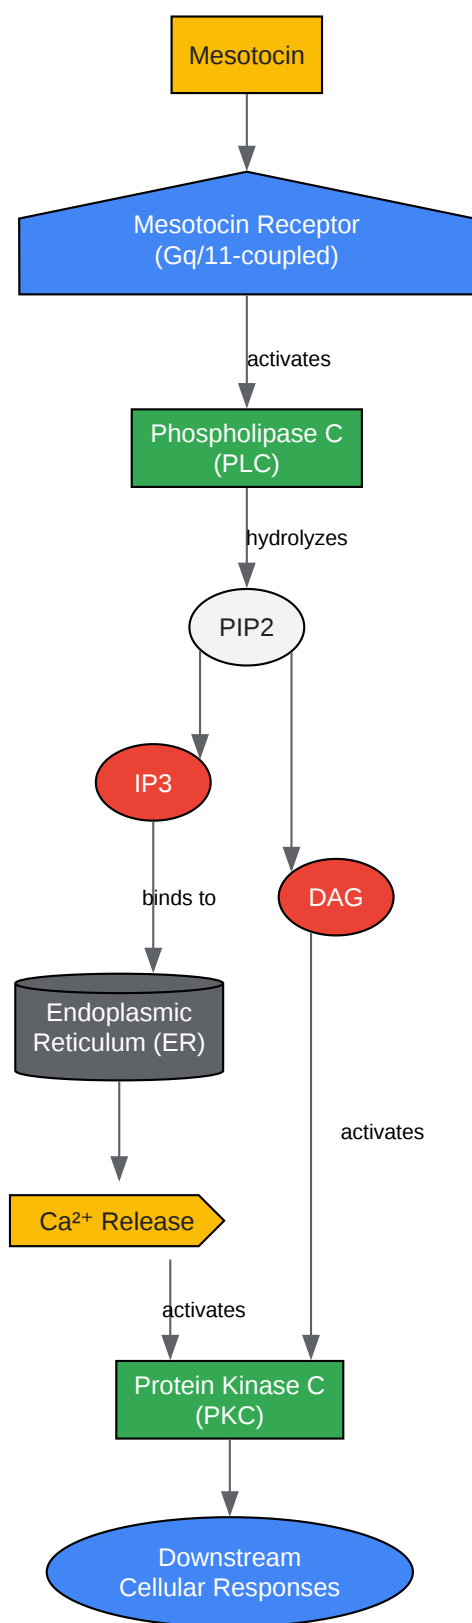 Mesotocin
Mesotocin Receptor
(Gq/11-coupled)
activates
Phospholipase C
(PLC)
hydrolyzes
PIP2
IP3
binds to
DAG
Endoplasmic
Reticulum (ER)
activates
Ca²⁺ Release
activates
Protein Kinase C
(PKC)
Downstream
Cellular Responses